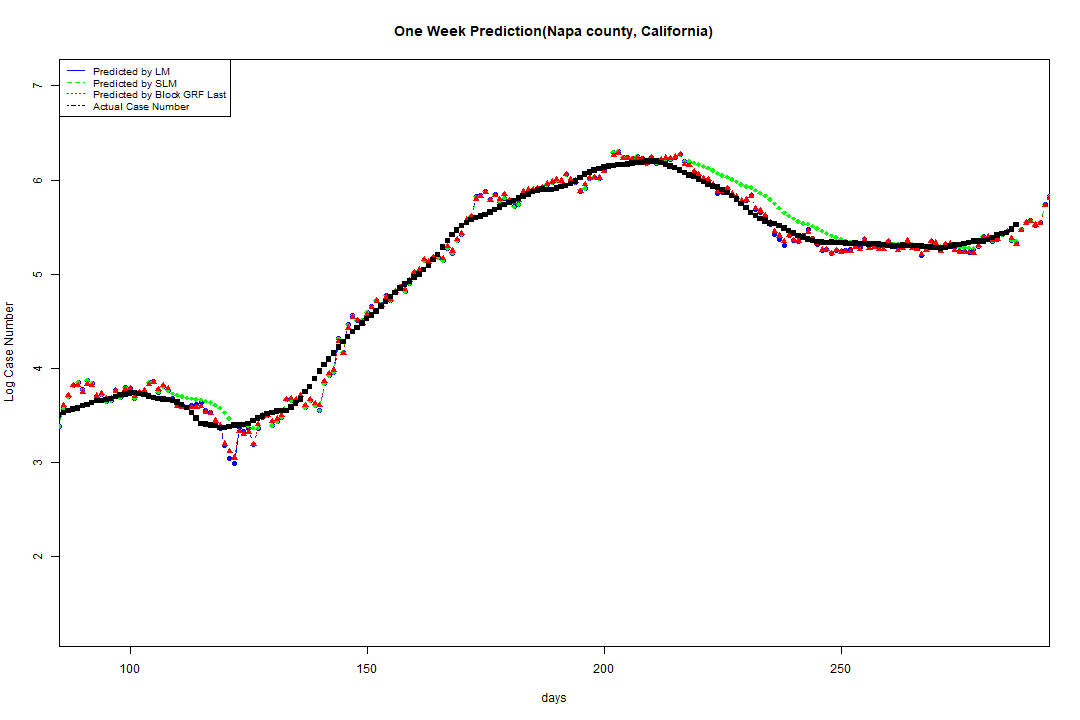 One Week Prediction(Napa county, California)
Predicted by LM
Predicted by SLM
Predicted by Block GRF Last
Actual Case Number
7
6
5
4
3
2
Log Case Number
100
150
200
250
days